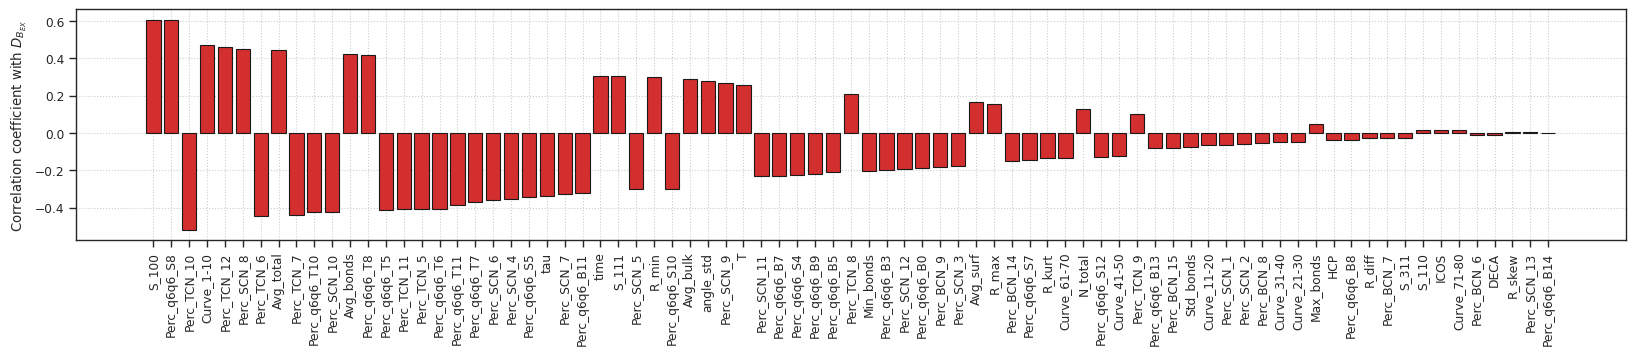 Correlation coefficient with D_{B_{EX}}
0.6
0.4
0.2
0.0
−0.2
−0.4
S_100
Perc_q6q6_S8
Perc_TCN_10
Curve_1-10
Perc_TCN_12
Perc_SCN_8
Perc_TCN_6
Avg_total
Perc_TCN_7
Perc_q6q6_T10
Perc_SCN_10
Avg_bonds
Perc_q6q6_T8
Perc_q6q6_T5
Perc_TCN_11
Perc_TCN_5
Perc_q6q6_T6
Perc_q6q6_T11
Perc_q6q6_T7
Perc_SCN_6
Perc_SCN_4
Perc_q6q6_S5
tau
Perc_SCN_7
Perc_q6q6_B11
time
S_111
Perc_SCN_5
R_min
Perc_q6q6_S10
Avg_bulk
angle_std
Perc_SCN_9
T
Perc_SCN_11
Perc_q6q6_B7
Perc_q6q6_S4
Perc_q6q6_B9
Perc_q6q6_B5
Perc_TCN_8
Min_bonds
Perc_q6q6_B3
Perc_SCN_12
Perc_q6q6_B0
Perc_BCN_9
Perc_SCN_3
Avg_surf
R_max
Perc_BCN_14
Perc_q6q6_S7
R_kurt
Curve_61-70
N_total
Perc_q6q6_S12
Curve_41-50
Perc_TCN_9
Perc_q6q6_B13
Perc_BCN_15
Std_bonds
Curve_11-20
Perc_SCN_1
Perc_SCN_2
Perc_BCN_8
Curve_31-40
Curve_21-30
Max_bonds
HCP
Perc_q6q6_B8
R_diff
Perc_BCN_7
S_311
S_110
ICOS
Curve_71-80
Perc_BCN_6
DECA
R_skew
Perc_SCN_13
Perc_q6q6_B14